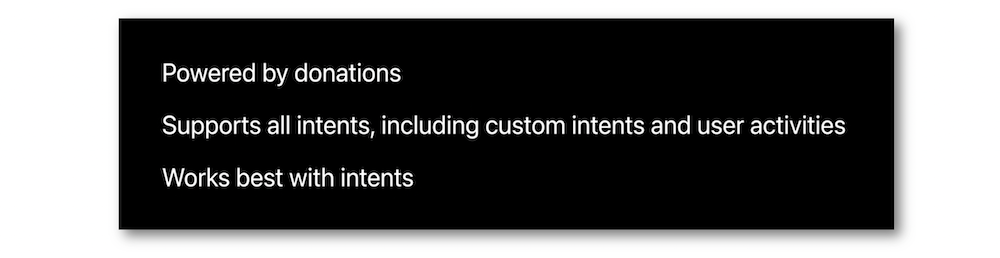 Powered by donations
Supports all intents, including custom intents and user activities
Works best with intents